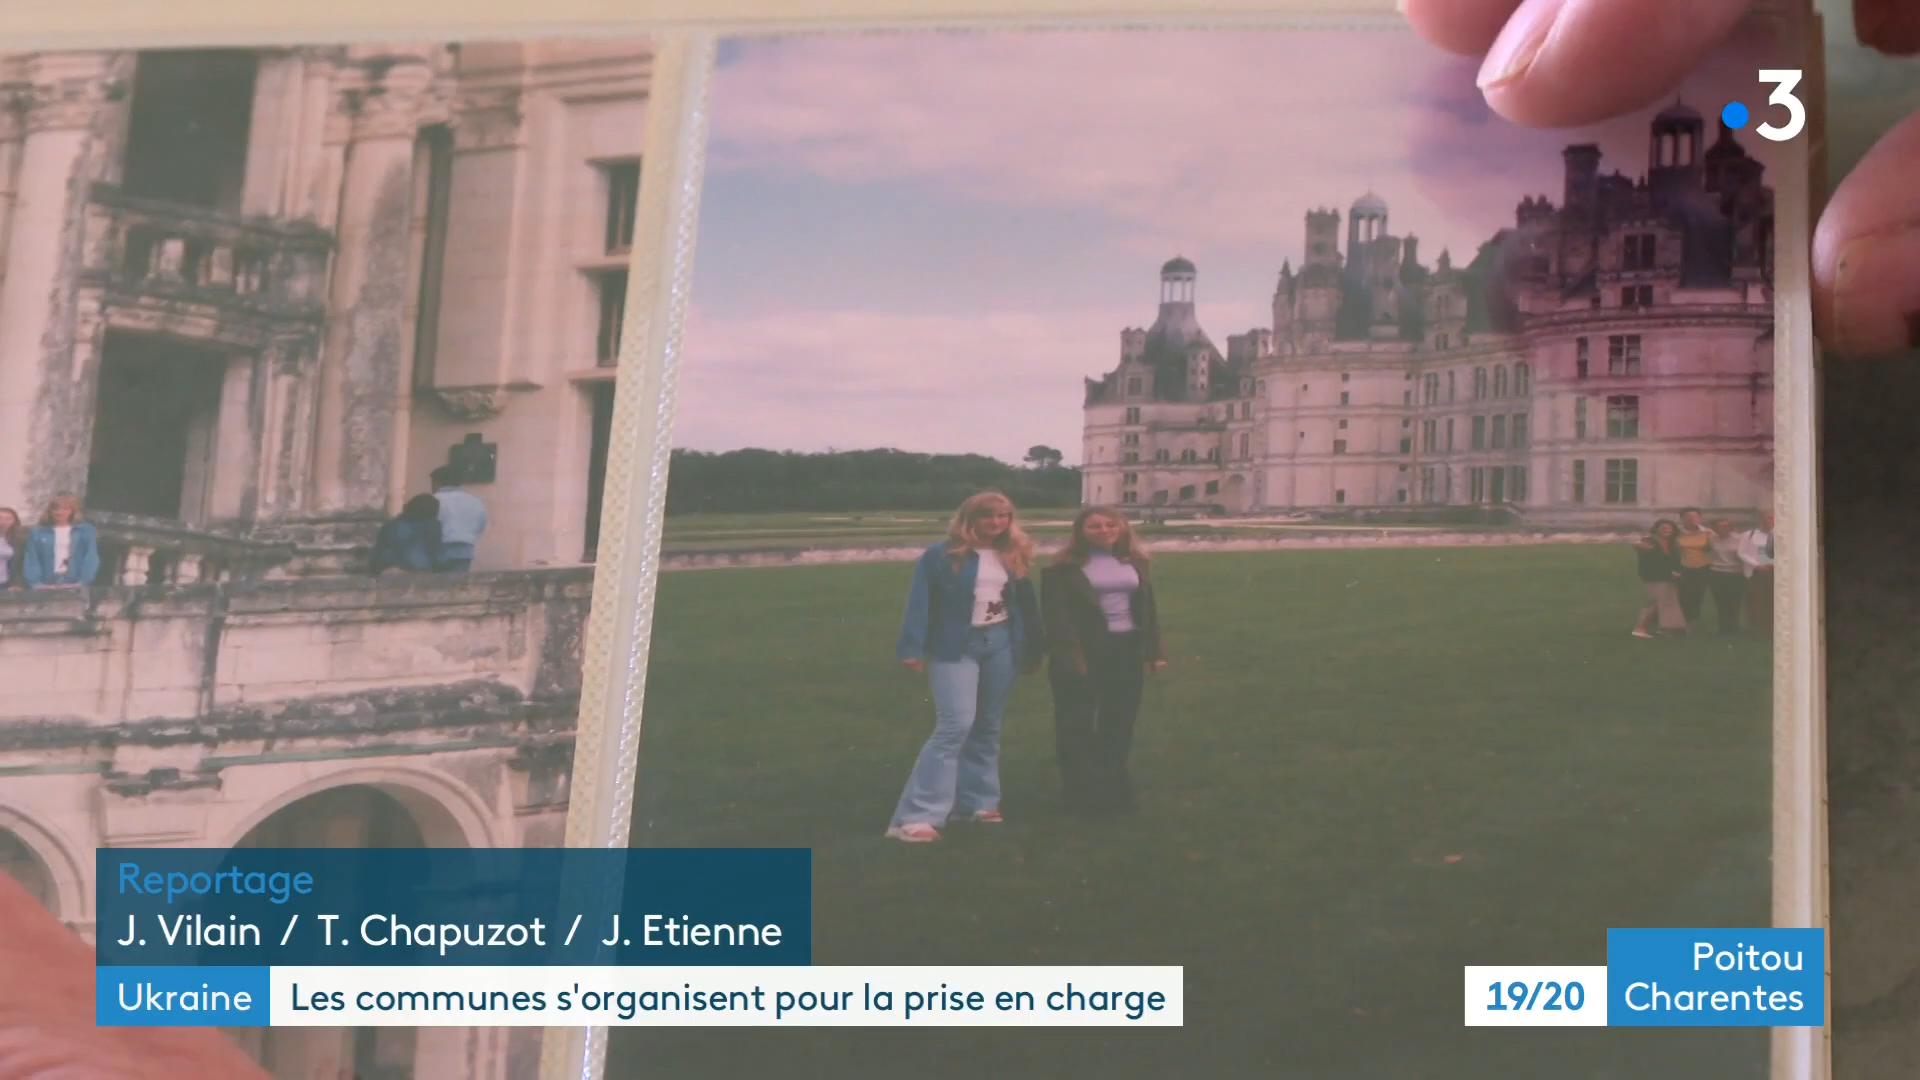 3
Reportage
J. Vilain / T. Chapuzot / J. Etienne
Ukraine Les communes s'organisent pour la prise en charge
19/20
Poitou
Charentes